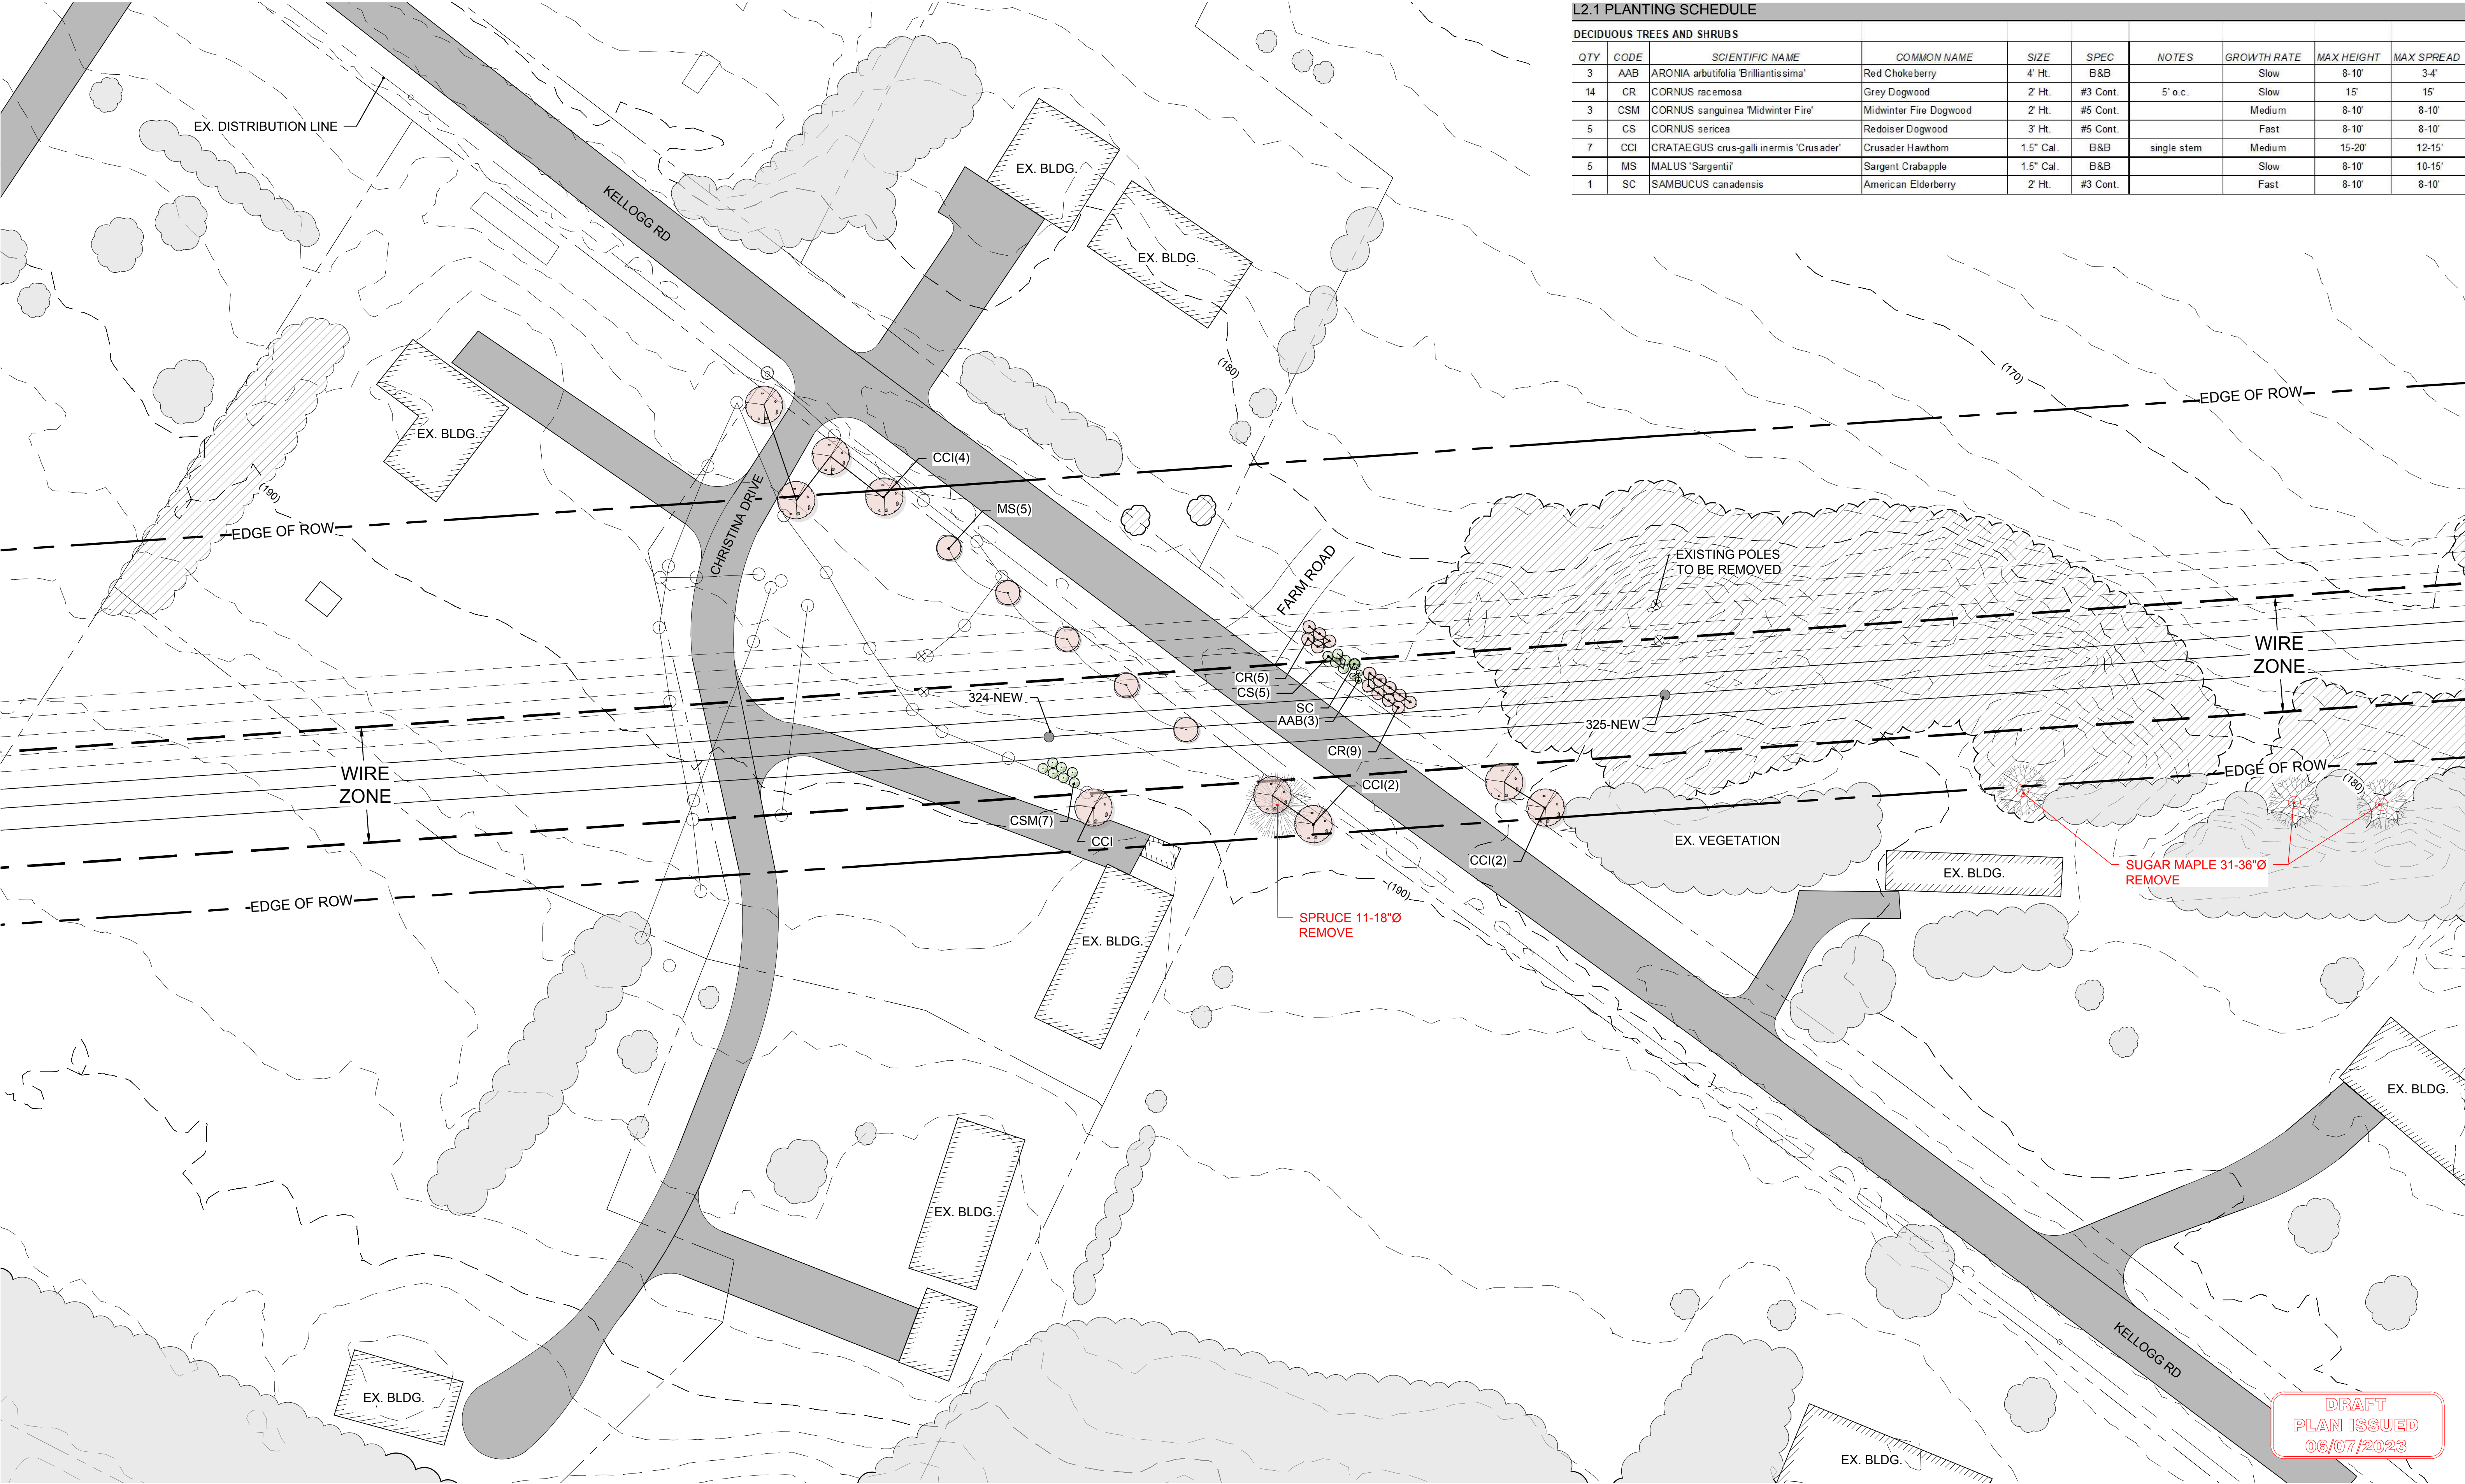 L2.1 PLANTING SCHEDULE
DECIDUOUS TREES AND SHRUBS
QTY CODE SCIENTIFIC NAME COMMON NAME SIZE SPEC NOTES GROWTH RATE MAX HEIGHT MAX SPREAD
3 AAB ARONIA arbutifolia 'Brilliantissima' Red Chokeberry 4' Ht. B&B Slow 8-10' 3-4'
14 CR CORNUS racemosa Grey Dogwood 2' Ht. #3 Cont. 5' o.c. Slow 15' 15'
3 CSM CORNUS sanguinea 'Midwinter Fire' Midwinter Fire Dogwood 2' Ht. #5 Cont. Medium 8-10' 8-10'
5 CS CORNUS sericea Redoiser Dogwood 3' Ht. #5 Cont. Fast 8-10' 8-10'
7 CCI CRATAEGUS crus-galli inermis 'Crusader' Crusader Hawthorn 1.5" Cal. B&B single stem Medium 15-20' 12-15'
5 MS MALUS 'Sargentii' Sargent Crabapple 1.5" Cal. B&B Slow 8-10' 10-15'
1 SC SAMBUCUS canadensis American Elderberry 2' Ht. #3 Cont. Fast 8-10' 8-10'
EX. DISTRIBUTION LINE
KELLOGG RD
EX. BLDG.
EX. BLDG.
(180)
(170)
EDGE OF ROW
EX. BLDG.
CCI(4)
(190)
EDGE OF ROW
CHRISTINA DRIVE
MS(5)
FARM ROAD
EXISTING POLES
TO BE REMOVED
WIRE
ZONE
CR(5)
CS(5)
324-NEW
SC
AAB(3)
325-NEW
CR(9)
WIRE
ZONE
EDGE OF ROW
(180)
CCI(2)
CSM(7)
CCI
EX. VEGETATION
CCI(2)
SUGAR MAPLE 31-36"Ø
REMOVE
EX. BLDG.
(190)
EDGE OF ROW
SPRUCE 11-18"Ø
REMOVE
EX. BLDG.
EX. BLDG.
EX. BLDG.
KELLOGG RD
EX. BLDG.
EX. BLDG.
DRAFT
PLAN ISSUED
06/07/2023